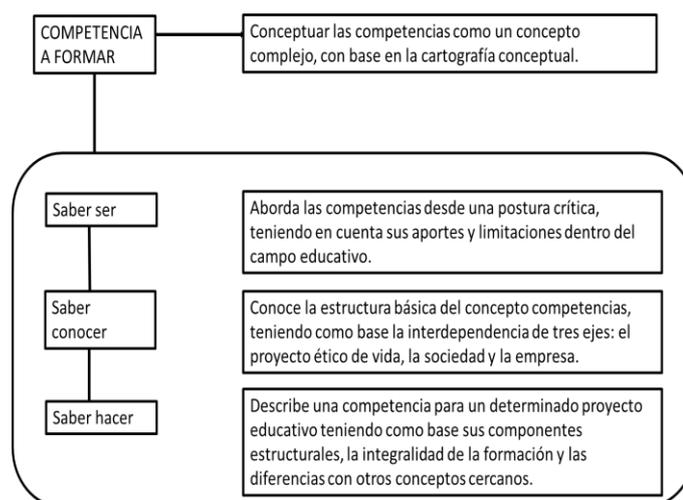 COMPETENCIA
A FORMAR
Conceptuar las competencias como un concepto
complejo, con base en la cartografía conceptual.
Saber ser
Aborda las competencias desde una postura crítica,
teniendo en cuenta sus aportes y limitaciones dentro del
campo educativo.
Saber
conocer
Conoce la estructura básica del concepto competencias,
teniendo como base la interdependencia de tres ejes: el
proyecto ético de vida, la sociedad y la empresa.
Saber hacer
Describe una competencia para un determinado proyecto
educativo teniendo como base sus componentes
estructurales, la integralidad de la formación y las
diferencias con otros conceptos cercanos.